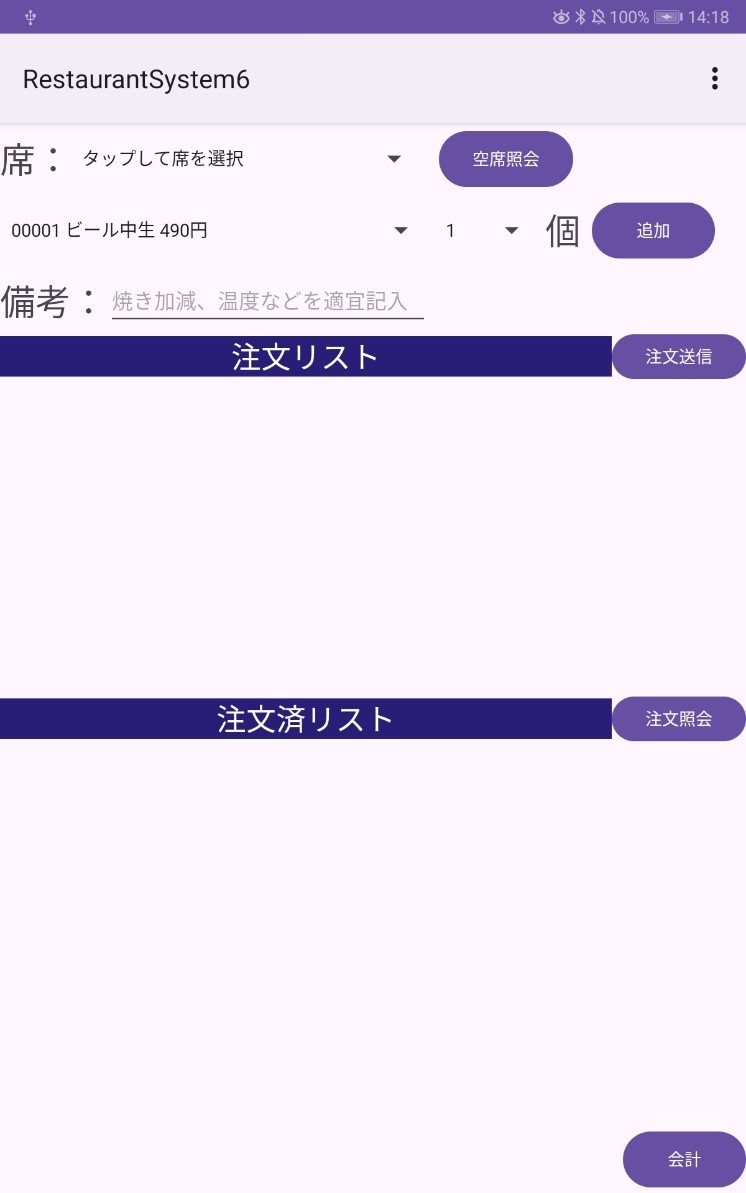 100% 14:18
RestaurantSystem6
席： タップして席を選択 空席照会
00001 ビール中生 490円 1 個 追加
備考： 焼き加減、温度などを適宜記入
注文リスト 注文送信
注文済リスト 注文照会
会計